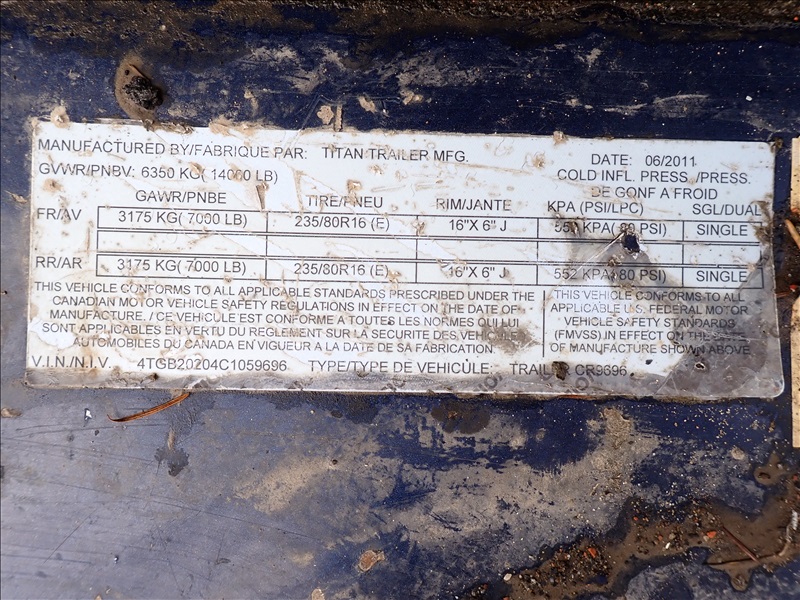 MANUFACTURED BY/FABRIQUE PAR: TITAN TRAILER MFG. DATE: 06/2011
GVWR/PNBV: 6350 KG( 14000 LB) COLD INFL. PRESS. /PRESS.
DE GONF A FROID
GAWR/PNBE TIRE/PNEU RIM/JANTE KPA (PSI/LPC) SGL/DUAL
FR/AV 3175 KG( 7000 LB) 235/80R16 (E) 16"X 6" J 552 KPA( 80 PSI) SINGLE
RR/AR 3175 KG( 7000 LB) 235/80R16 (E) 16"X 6" J 552 KPA( 80 PSI) SINGLE
THIS VEHICLE CONFORMS TO ALL APPLICABLE STANDARDS PRESCRIBED UNDER THE
CANADIAN MOTOR VEHICLE SAFETY REGULATIONS IN EFFECT ON THE DATE OF
MANUFACTURE. / CE VEHICULE EST CONFORME A TOUTES LES NORMES QUI LUI
SONT APPLICABLES EN VERTU DU REGLEMENT SUR LA SECURITE DES VEHICULES
AUTOMOBILES DU CANADA EN VIGUEUR A LA DATE DE SA FABRICATION.
THIS VEHICLE CONFORMS TO ALL
APPLICABLE U.S. FEDERAL MOTOR
VEHICLE SAFETY STANDARDS
(FMVSS) IN EFFECT ON THE DATE
OF MANUFACTURE SHOWN ABOVE
V.I.N./N.I.V. 4TGB20204C1059696 TYPE/TYPE DE VEHICÛLE: TRAILER CR9696